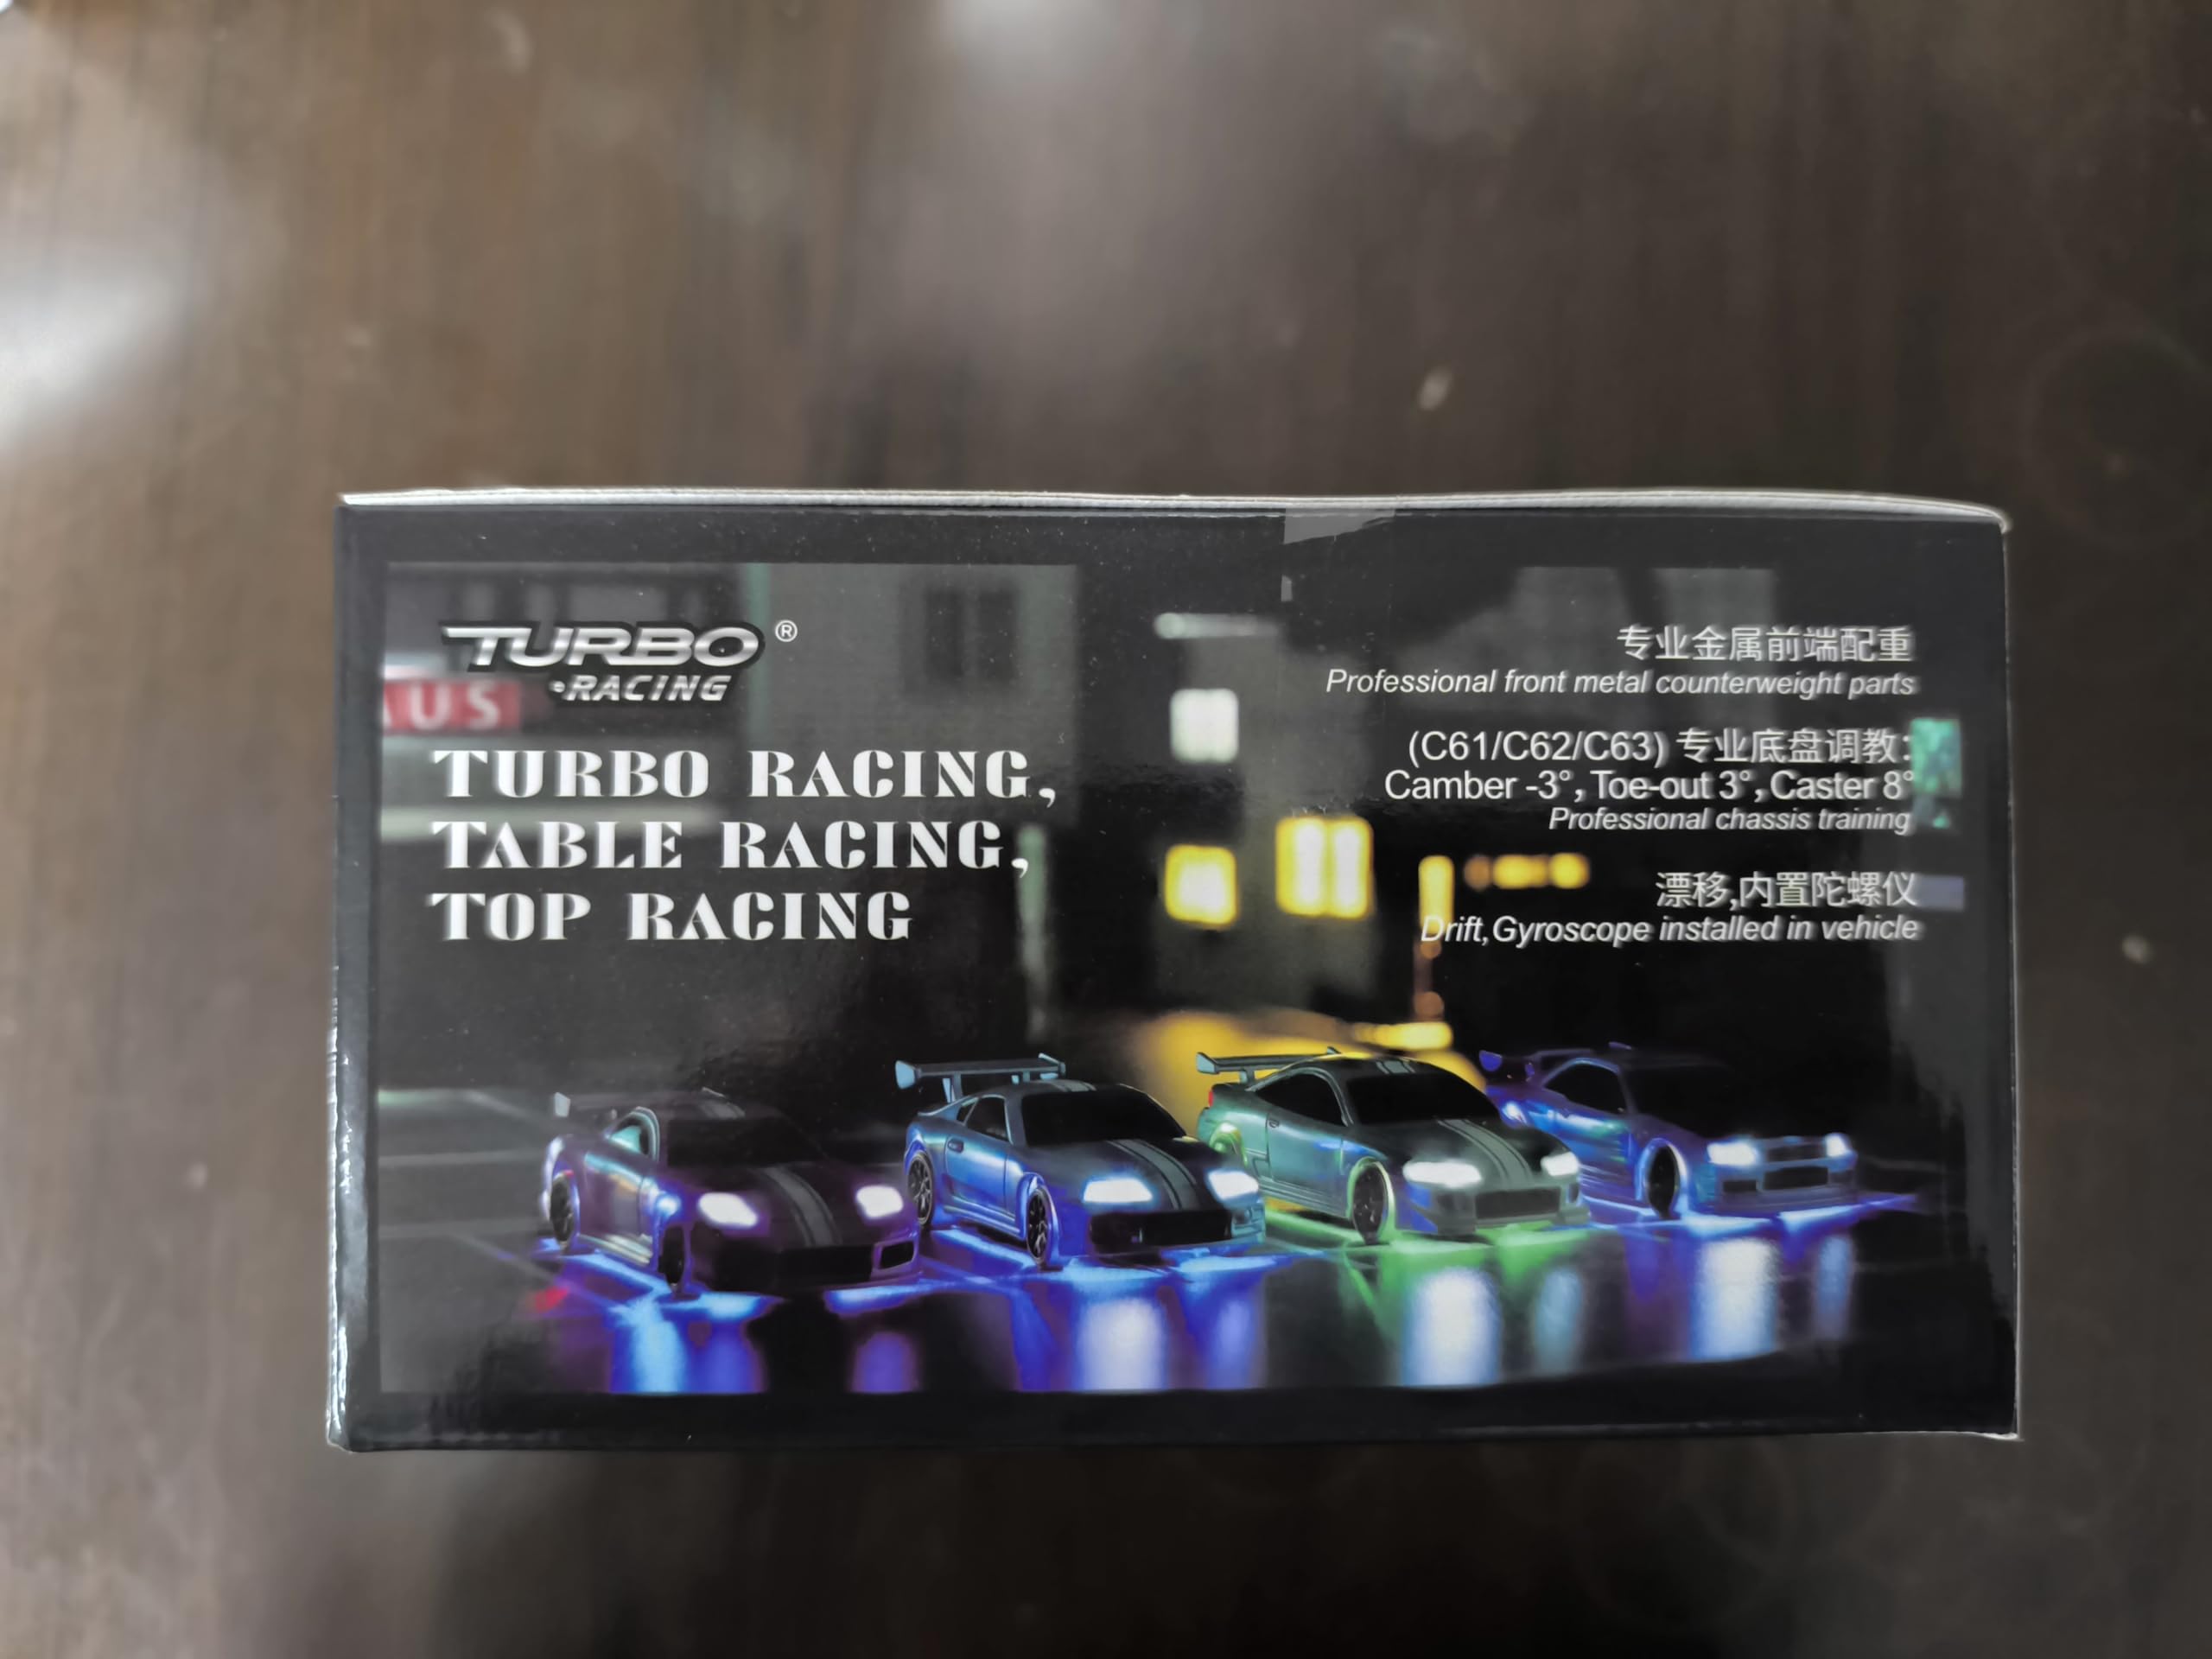 TURBO ®
·RACING
AUS
TURBO RACING,
TABLE RACING,
TOP RACING
专业金属前端配重
Professional front metal counterweight parts
(C61/C62/C63) 专业底盘调教:
Camber -3°, Toe-out 3°, Caster 8°
Professional chassis training
漂移,内置陀螺仪
Drift,Gyroscope installed in vehicle